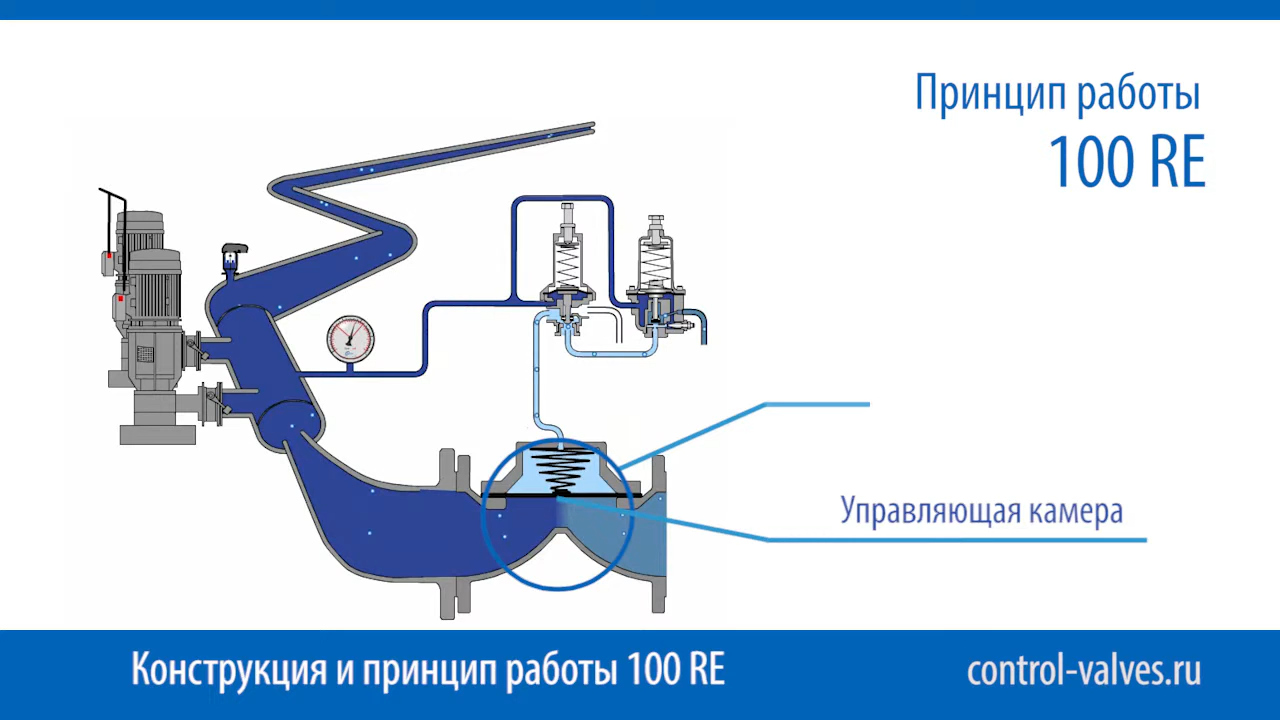 Принцип работы
100 RE
Управляющая камера
Конструкция и принцип работы 100 RE
control-valves.ru